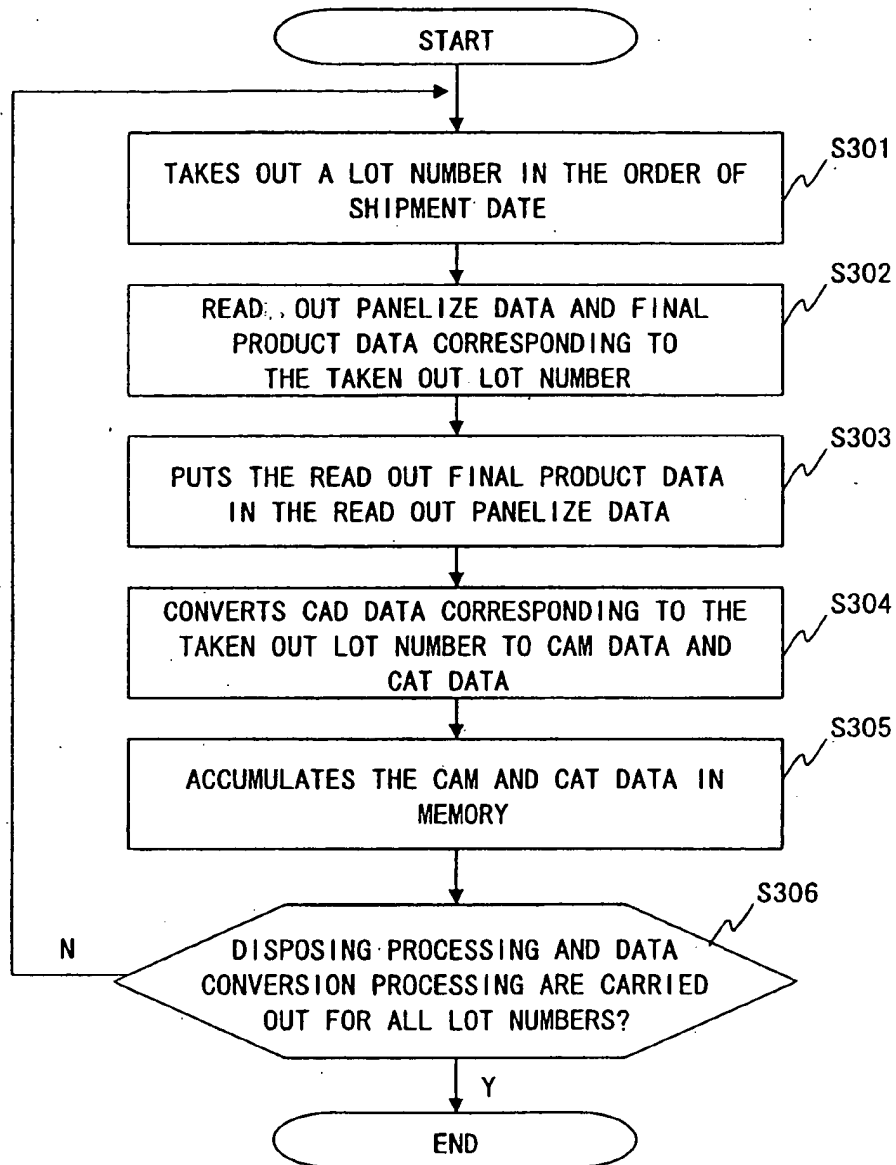 START
S301
TAKES OUT A LOT NUMBER IN THE ORDER OF
SHIPMENT DATE
S302
READ OUT PANELIZE DATA AND FINAL
PRODUCT DATA CORRESPONDING TO
THE TAKEN OUT LOT NUMBER
S303
PUTS THE READ OUT FINAL PRODUCT DATA
IN THE READ OUT PANELIZE DATA
S304
CONVERTS CAD DATA CORRESPONDING TO THE
TAKEN OUT LOT NUMBER TO CAM DATA AND
CAT DATA
S305
ACCUMULATES THE CAM AND CAT DATA IN
MEMORY
S306
N
DISPOSING PROCESSING AND DATA
CONVERSION PROCESSING ARE CARRIED
OUT FOR ALL LOT NUMBERS?
Y
END